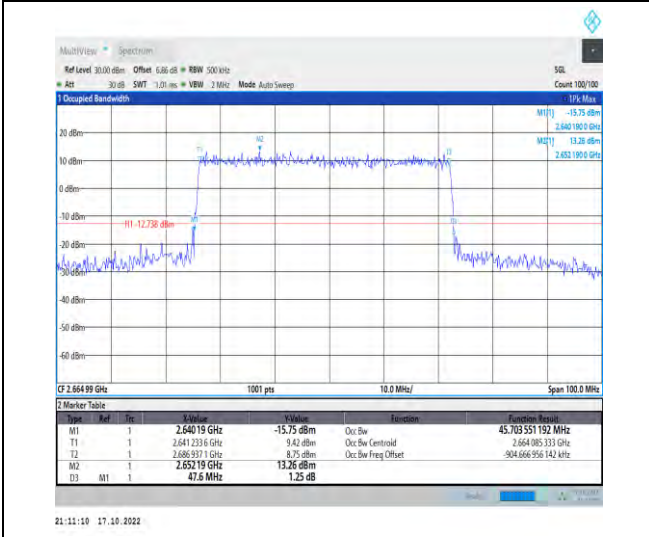 MultiView Spectrum
Ref Level 30.00 dBm Offset 6.86 dB RBW 500 kHz SGL
Att 30 dB SWT 1.01 ms VBW 2 MHz Mode Auto Sweep Count 100/100
1 Occupied Bandwidth 1Pk Max
M1[1] -15.75 dBm
2.640 190 0 GHz
M2[1] 13.26 dBm
2.652 190 0 GHz
20 dBm
M2
T1
10 dBm
0 dBm
-10 dBm
H1 -12.738 dBm
M1
-20 dBm
-30 dBm
-40 dBm
-50 dBm
-60 dBm
CF 2.664 99 GHz 1001 pts 10.0 MHz/ Span 100.0 MHz
2 Marker Table
Type Ref Trc X-Value Y-Value Function Function Result
M1 1 2.640 19 GHz -15.75 dBm Occ Bw 45.703 551 192 MHz
T1 1 2.641 233 6 GHz 9.42 dBm Occ Bw Centroid 2.664 085 333 GHz
T2 1 2.686 937 1 GHz 8.75 dBm Occ Bw Freq Offset -904.666 956 142 kHz
M2 1 2.652 19 GHz 13.26 dBm
D3 M1 1 47.6 MHz 1.25 dB
21:11:10 17.10.2022